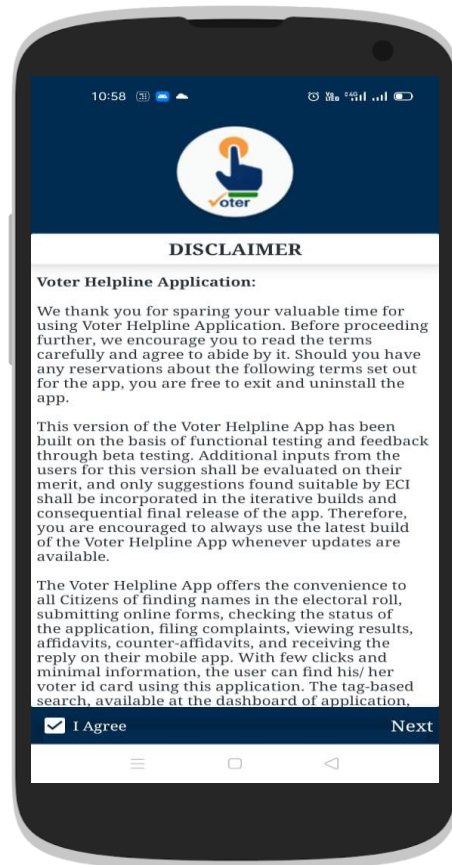 10:58
Voter
DISCLAIMER
Voter Helpline Application:
We thank you for sparing your valuable time for
using Voter Helpline Application. Before proceeding
further, we encourage you to read the terms
carefully and agree to abide by it. Should you have
any reservations about the following terms set out
for the app, you are free to exit and uninstall the
app.
This version of the Voter Helpline App has been
built on the basis of functional testing and feedback
through beta testing. Additional inputs from the
users for this version shall be evaluated on their
merit, and only suggestions found suitable by ECI
shall be incorporated in the iterative builds and
consequential final release of the app. Therefore,
you are encouraged to always use the latest build
of the Voter Helpline App whenever updates are
available.
The Voter Helpline App offers the convenience to
all Citizens of finding names in the electoral roll,
submitting online forms, checking the status of
the application, filing complaints, viewing results,
affidavits, counter-affidavits, and receiving the
reply on their mobile app. With few clicks and
minimal information, the user can find his/ her
voter id card using this application. The tag-based
search, available at the dashboard of application,
I Agree
Next